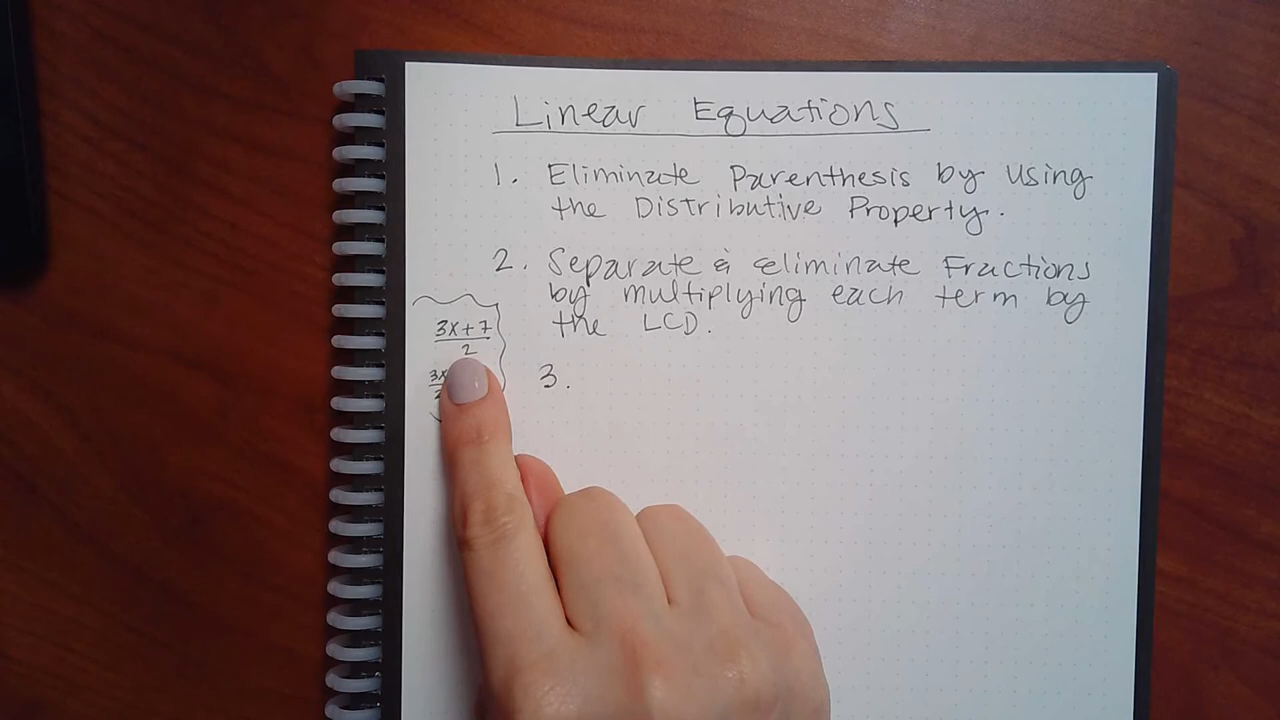 Linear Equations
1. Eliminate Parenthesis by using
the Distributive Property.
2. Separate & eliminate Fractions
by multiplying each term by
the LCD.
3x+7
2
3.